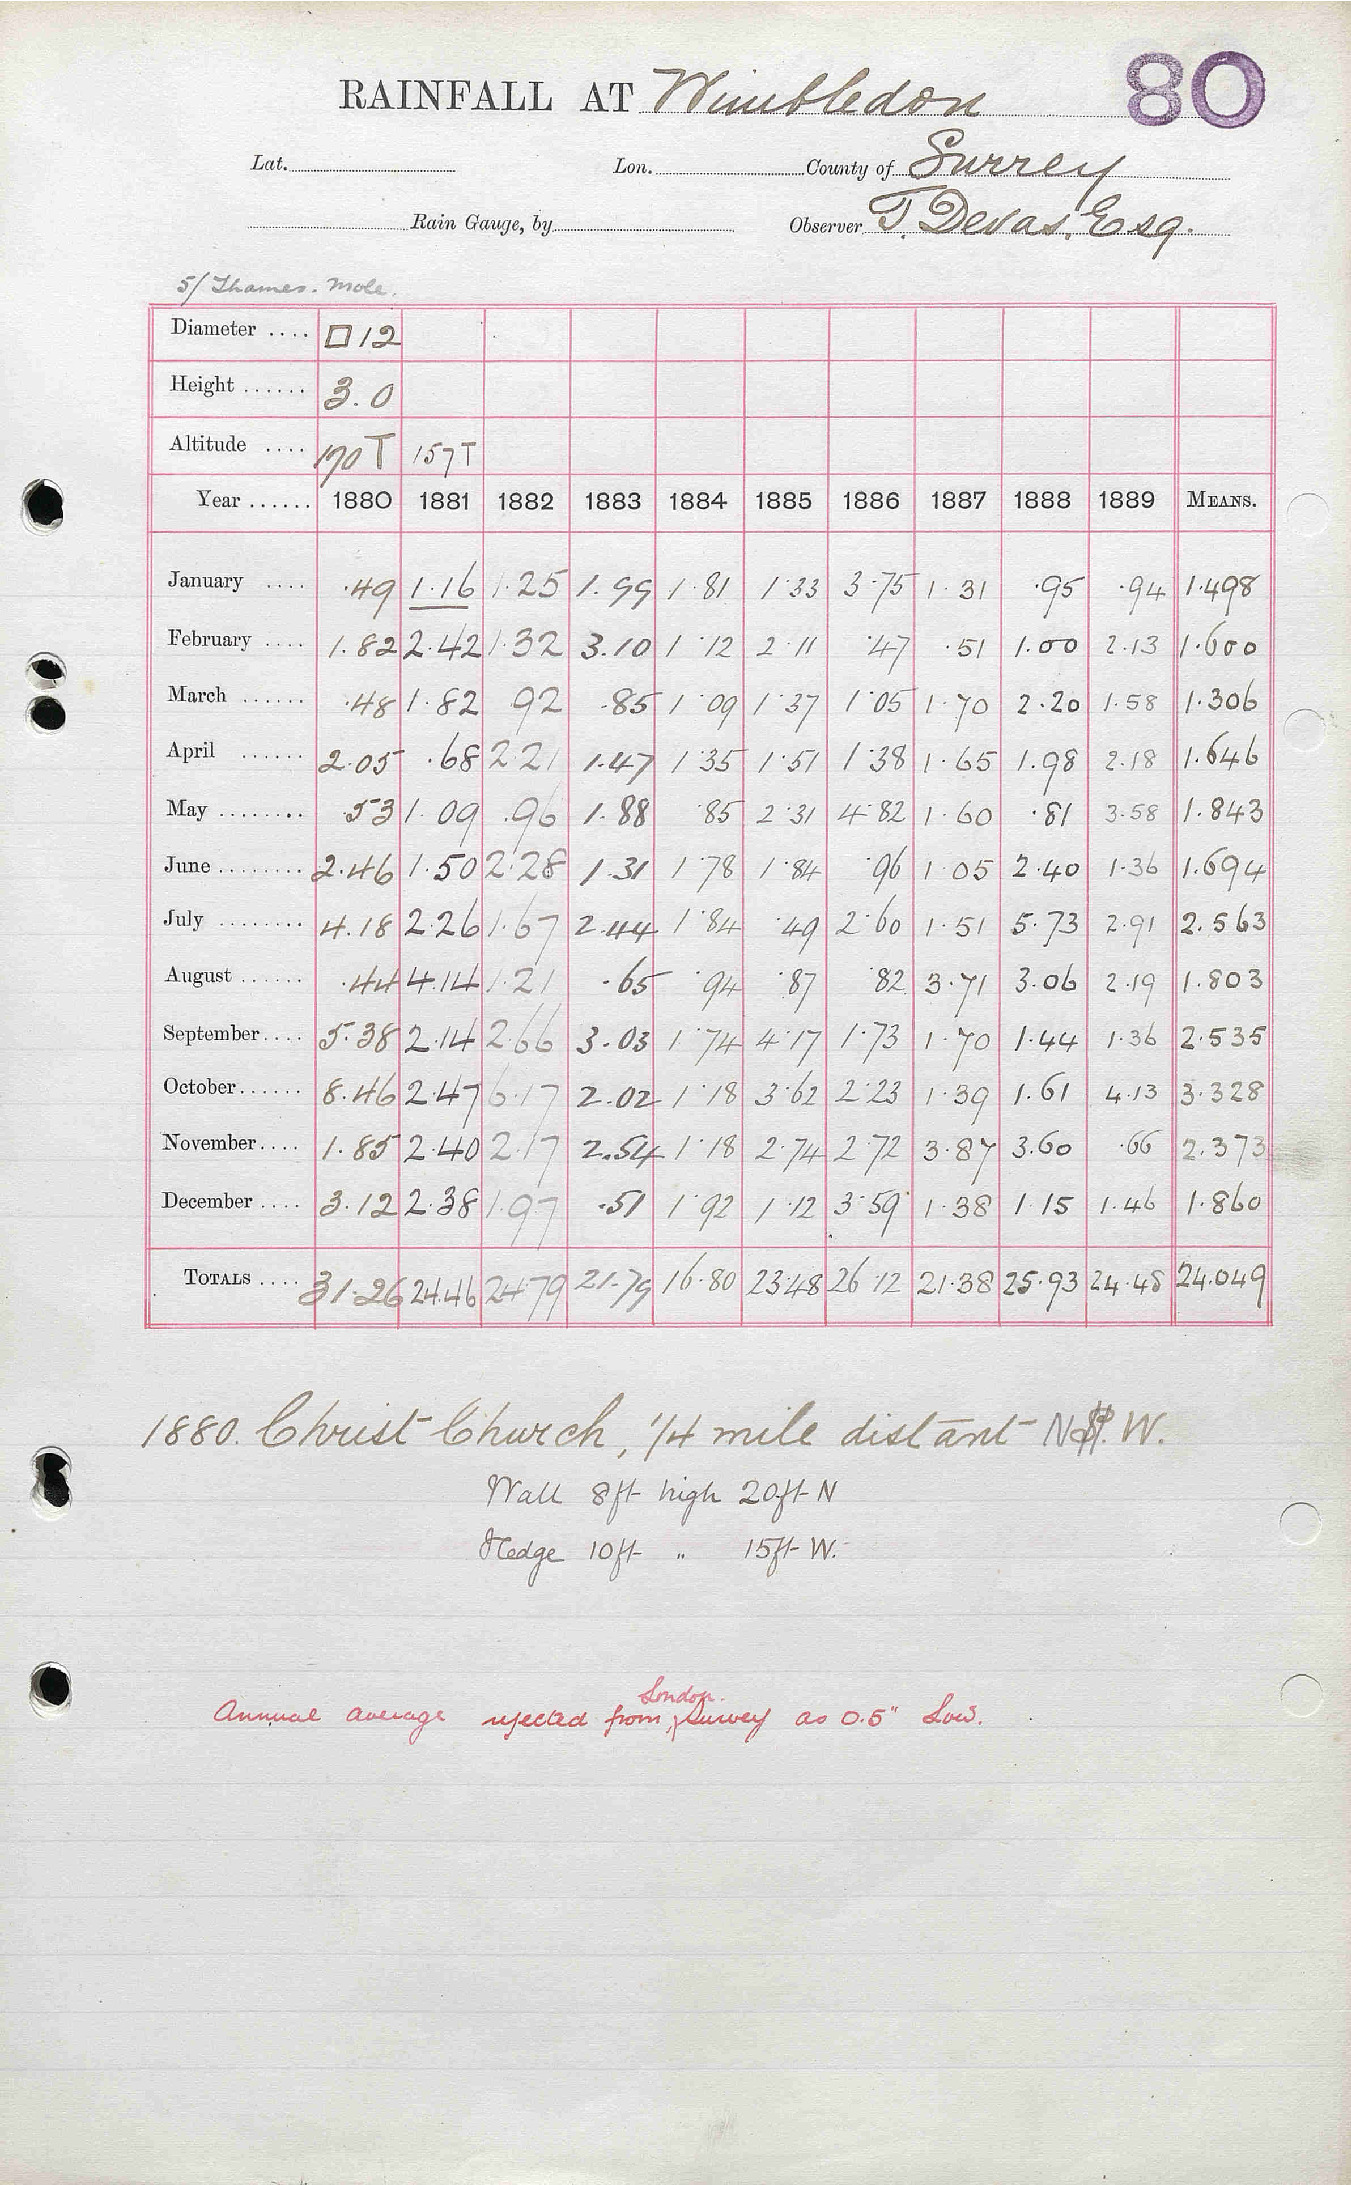 80
RAINFALL AT Wimbledon
Lat. Lon. County of Surrey
Rain Gauge, by Observer T. Devas, Esq.
5/ Thames. Mole.
Diameter .... □ 12
Height ...... 3.0
Altitude .... 170 T 157 T
Year ...... 1880 1881 1882 1883 1884 1885 1886 1887 1888 1889 MEANS.
January .... .49 1.16 1.25 1.99 1.81 1.33 3.75 1.31 .95 .94 1.498
February .... 1.82 2.42 1.32 3.10 1.12 2.11 .47 .51 1.00 2.13 1.600
March ...... .48 1.82 .92 .85 1.09 1.37 1.05 1.70 2.20 1.58 1.306
April ...... 2.05 .68 2.21 1.47 1.35 1.51 1.38 1.65 1.98 2.18 1.646
May ........ .53 1.09 .96 1.88 .85 2.31 4.82 1.60 .81 3.58 1.843
June ........ 2.46 1.50 2.28 1.31 1.78 1.84 .96 1.05 2.40 1.36 1.694
July ........ 4.18 2.26 1.67 2.44 1.84 .49 2.60 1.51 5.73 2.91 2.563
August ...... .44 4.14 1.21 .65 .94 .87 .82 3.71 3.06 2.19 1.803
September .... 5.38 2.14 2.66 3.03 1.74 4.17 1.73 1.70 1.44 1.36 2.535
October ...... 8.46 2.47 6.17 2.02 1.18 3.62 2.23 1.39 1.61 4.13 3.328
November .... 1.85 2.40 2.17 2.54 1.18 2.74 2.72 3.87 3.60 .66 2.373
December .... 3.12 2.38 1.97 .51 1.92 1.12 3.59 1.38 1.15 1.46 1.860
TOTALS .... 31.26 24.46 24.79 21.79 16.80 23.48 26.12 21.38 25.93 24.48 24.049
1880. Christ Church, 1/4 mile distant N. W.
Wall 8ft high 20ft N
Hedge 10ft " 15ft W.
London.
Annual average rejected from Survey as 0.5" Low.